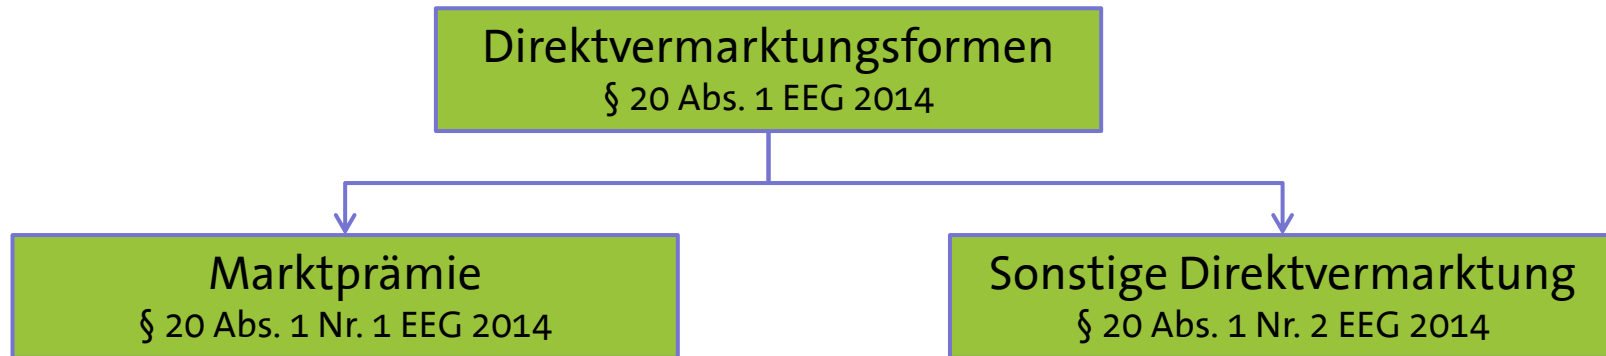 Direktvermarktungsformen
§ 20 Abs. 1 EEG 2014
Marktprämie
§ 20 Abs. 1 Nr. 1 EEG 2014
Sonstige Direktvermarktung
§ 20 Abs. 1 Nr. 2 EEG 2014